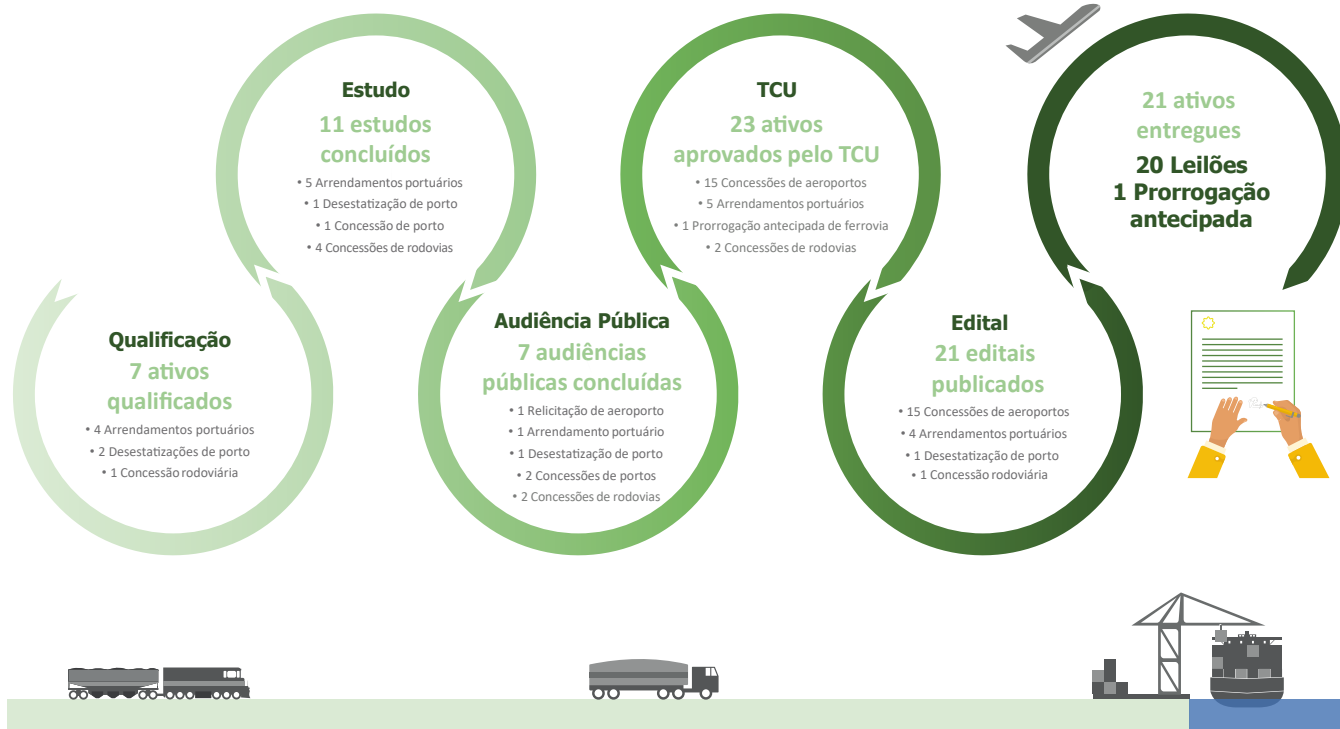 Qualificação
7 ativos
qualificados
• 4 Arrendamentos portuários
• 2 Desestatizações de porto
• 1 Concessão rodoviária
Estudo
11 estudos
concluídos
• 5 Arrendamentos portuários
• 1 Desestatização de porto
• 1 Concessão de porto
• 4 Concessões de rodovias
Audiência Pública
7 audiências
públicas concluídas
• 1 Relicitação de aeroporto
• 1 Arrendamento portuário
• 1 Desestatização de porto
• 2 Concessões de portos
• 2 Concessões de rodovias
TCU
23 ativos
aprovados pelo TCU
• 15 Concessões de aeroportos
• 5 Arrendamentos portuários
• 1 Prorrogação antecipada de ferrovia
• 2 Concessões de rodovias
Edital
21 editais
publicados
• 15 Concessões de aeroportos
• 4 Arrendamentos portuários
• 1 Desestatização de porto
• 1 Concessão rodoviária
21 ativos
entregues
20 Leilões
1 Prorrogação
antecipada